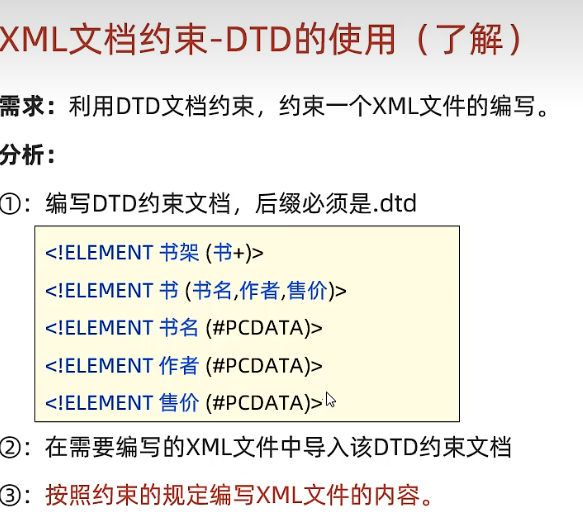 XML文档约束-DTD的使用（了解）
需求：利用DTD文档约束，约束一个XML文件的编写。
分析：
①：编写DTD约束文档，后缀必须是.dtd
<!ELEMENT 书架 (书+)>
<!ELEMENT 书 (书名,作者,售价)>
<!ELEMENT 书名 (#PCDATA)>
<!ELEMENT 作者 (#PCDATA)>
<!ELEMENT 售价 (#PCDATA)>
②：在需要编写的XML文件中导入该DTD约束文档
③：按照约束的规定编写XML文件的内容。